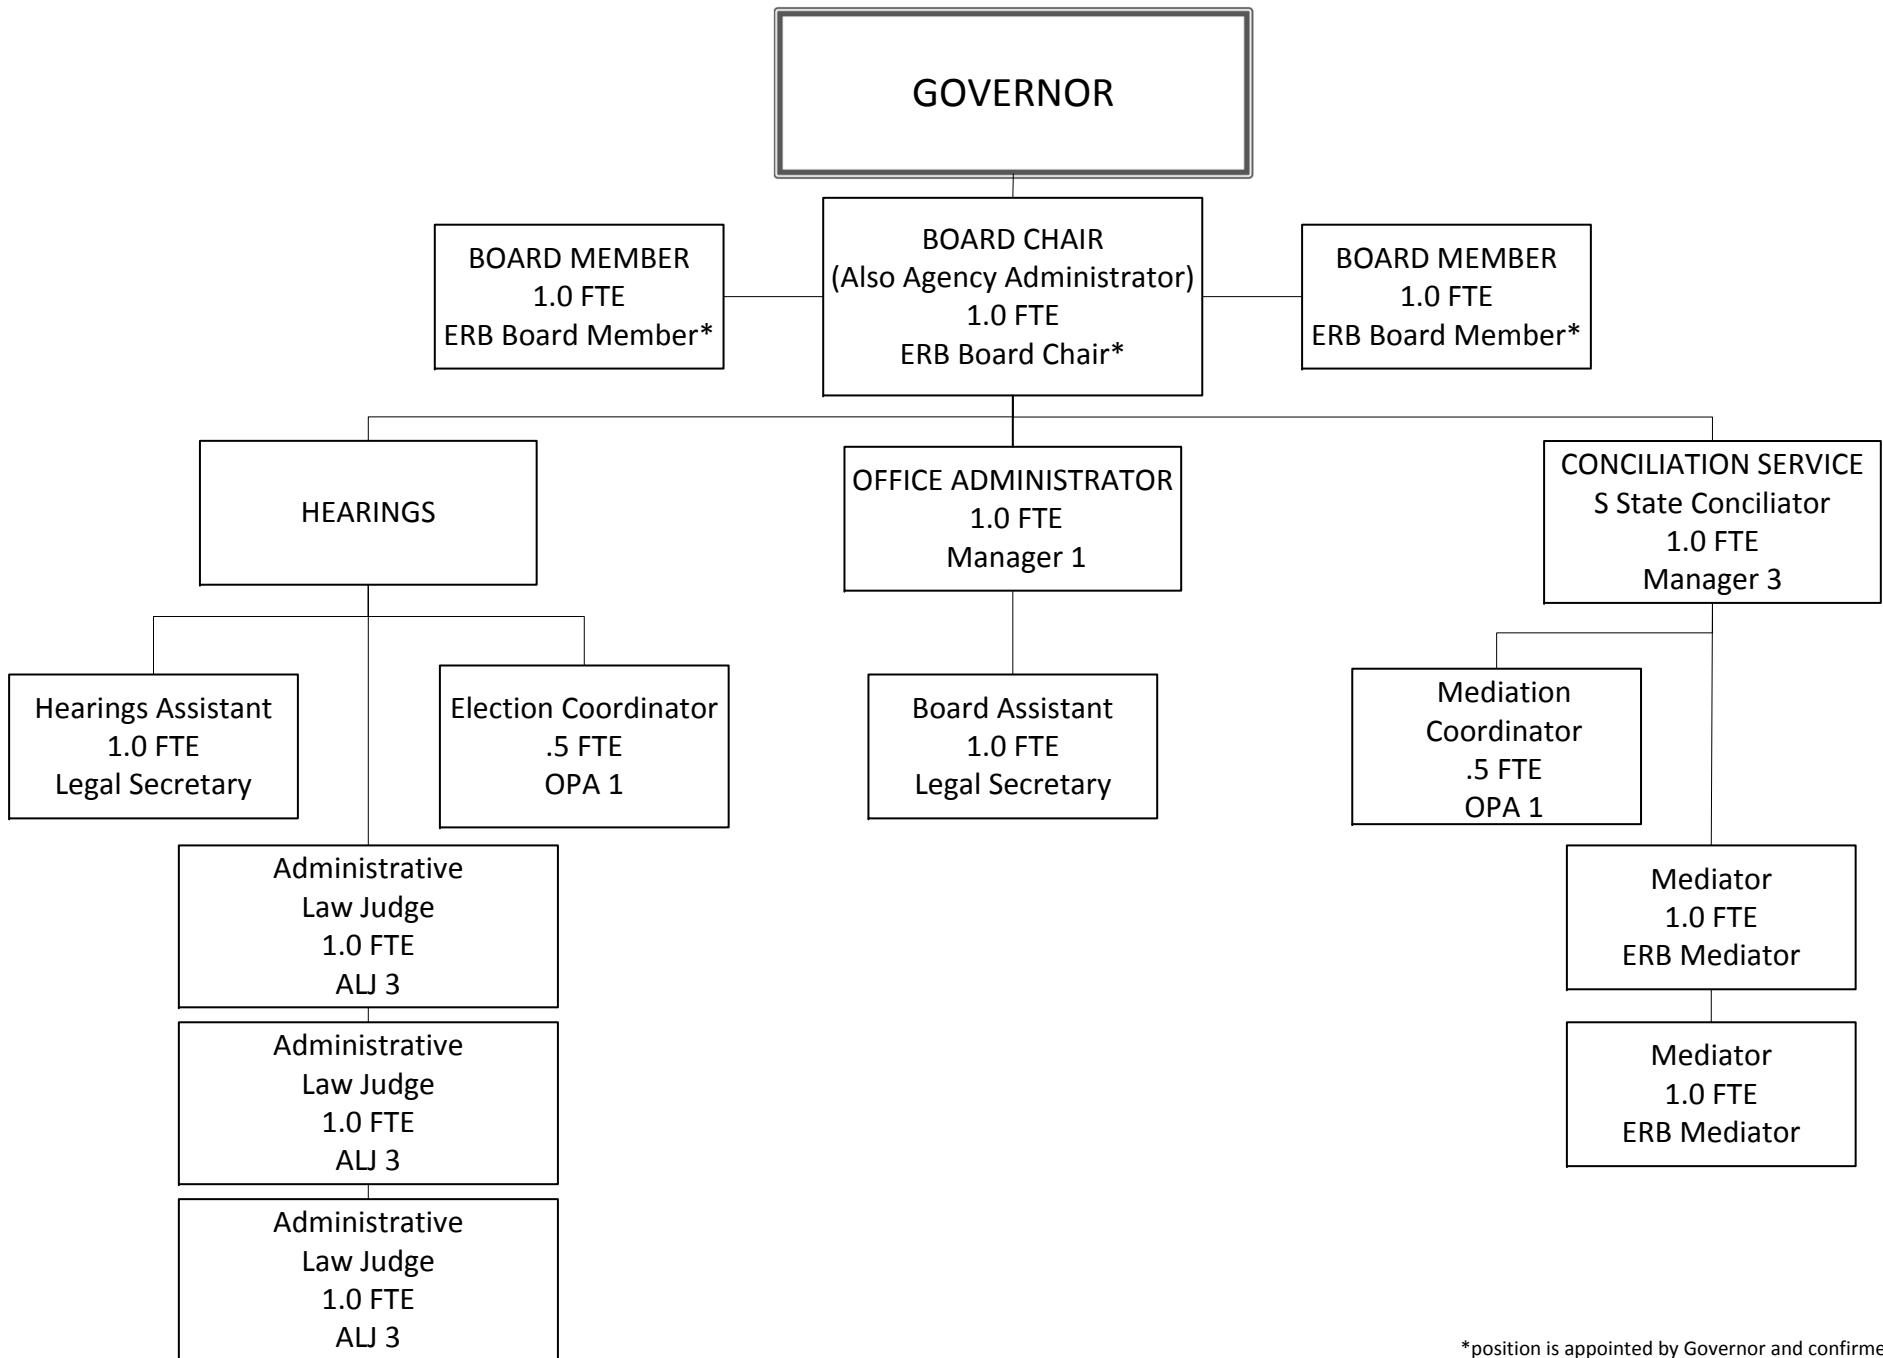 GOVERNOR
BOARD MEMBER
1.0 FTE
ERB Board Member*
BOARD CHAIR
(Also Agency Administrator)
1.0 FTE
ERB Board Chair*
BOARD MEMBER
1.0 FTE
ERB Board Member*
HEARINGS
OFFICE ADMINISTRATOR
1.0 FTE
Manager 1
CONCILIATION SERVICE
S State Conciliator
1.0 FTE
Manager 3
Hearings Assistant
1.0 FTE
Legal Secretary
Election Coordinator
.5 FTE
OPA 1
Board Assistant
1.0 FTE
Legal Secretary
Mediation
Coordinator
.5 FTE
OPA 1
Administrative
Law Judge
1.0 FTE
ALJ 3
Mediator
1.0 FTE
ERB Mediator
Administrative
Law Judge
1.0 FTE
ALJ 3
Mediator
1.0 FTE
ERB Mediator
Administrative
Law Judge
1.0 FTE
ALJ 3
*position is appointed by Governor and confirme